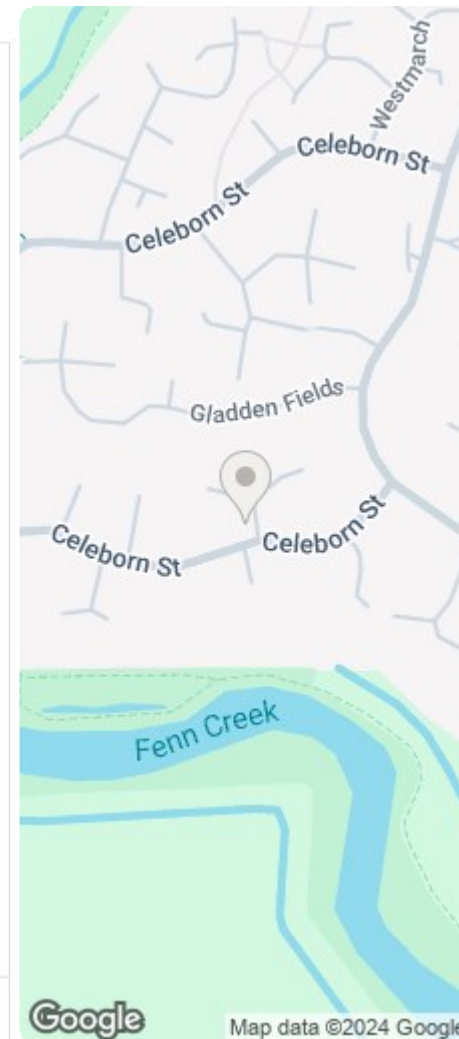 Westmarch
Celeborn St
Celeborn St
Gladden Fields
Celeborn St
Celeborn St
Fenn Creek
Google
Map data ©2024 Google